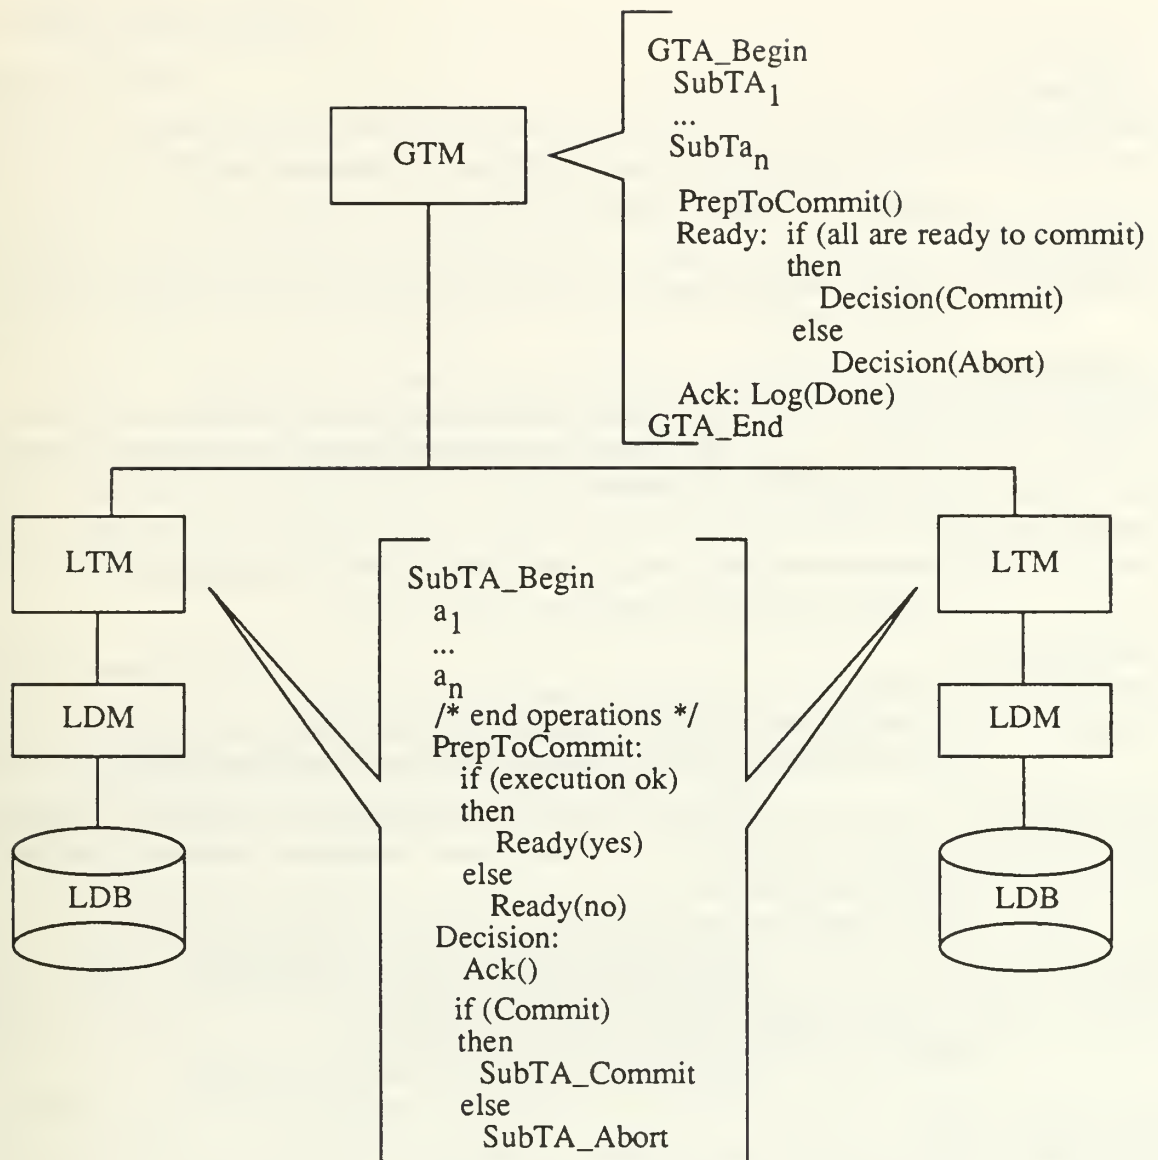 GTM
GTA_Begin
SubTA1
...
SubTan
PrepToCommit()
Ready: if (all are ready to commit)
then
Decision(Commit)
else
Decision(Abort)
Ack: Log(Done)
GTA_End
LTM
LDM
LDB
SubTA_Begin
a1
...
an
/* end operations */
PrepToCommit:
if (execution ok)
then
Ready(yes)
else
Ready(no)
Decision:
Ack()
if (Commit)
then
SubTA_Commit
else
SubTA_Abort
LTM
LDM
LDB